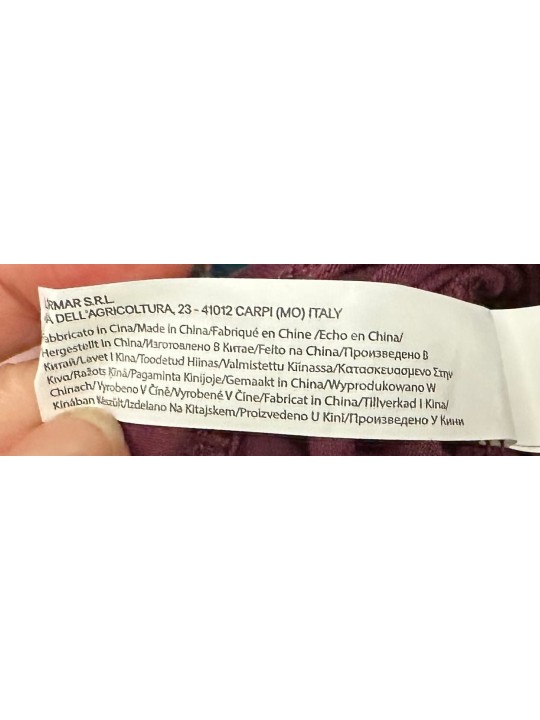 S.R.L.
DELL'AGRICOLTURA, 23 - 41012 CARPI (MO) ITALY
Fabbricato in Cina/Made in China/Fabriqué en Chine /Echo en China/
Hergestellt in China/Изготовлено В Китае/Feito na China/Произведено В
Китай/Lavet I Kina/Toodetud Hiinas/Valmistettu Kiinassa/Κατασκευασμενο Στην
Κινα/Ražots Ķīnā/Pagaminta Kinijoje/Gemaakt in China/Wyprodukowano W
Chinach/Vyrobeno V Číně/Vyrobené V Číne/Fabricat in China/Tillverkad I Kina/
Kínában Készült/Izdelano Na Kitajskem/Proizvedeno U Kini/Произведено У Кини